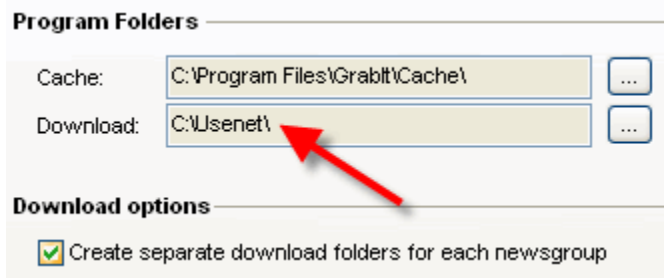 Program Folders
Cache: C:\Program Files\GrabIt\Cache\ ...
Download: C:\Usenet\ ...
Download options
Create separate download folders for each newsgroup